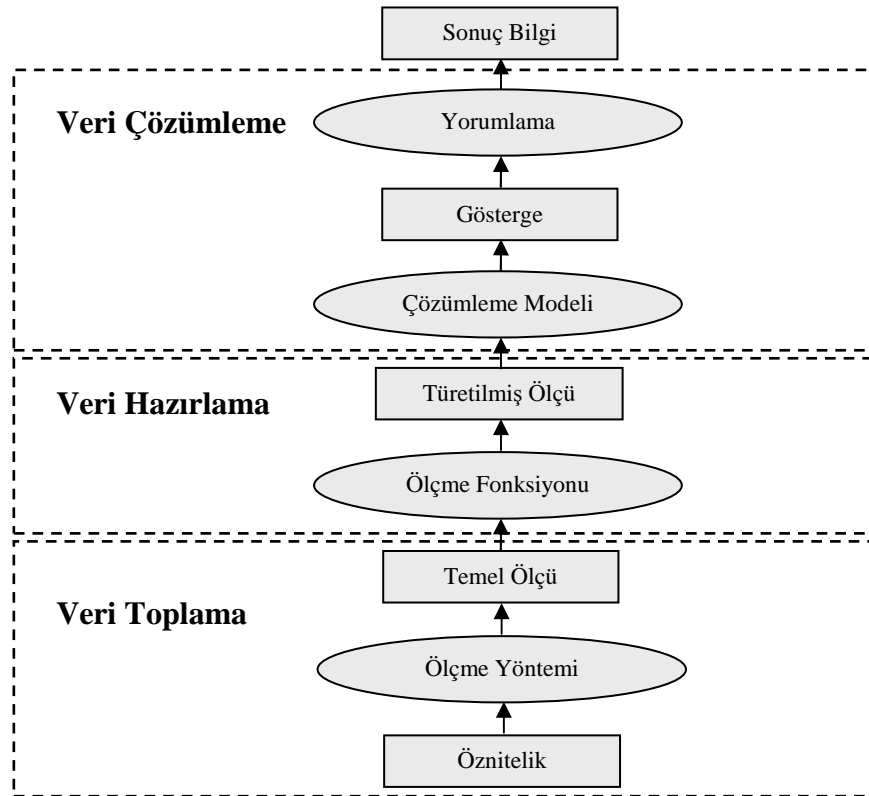 Sonuç Bilgi
Veri Çözümleme
Yorumlama
Gösterge
Çözümleme Modeli
Veri Hazırlama
Türetilmiş Ölçü
Ölçme Fonksiyonu
Temel Ölçü
Veri Toplama
Ölçme Yöntemi
Öznitelik